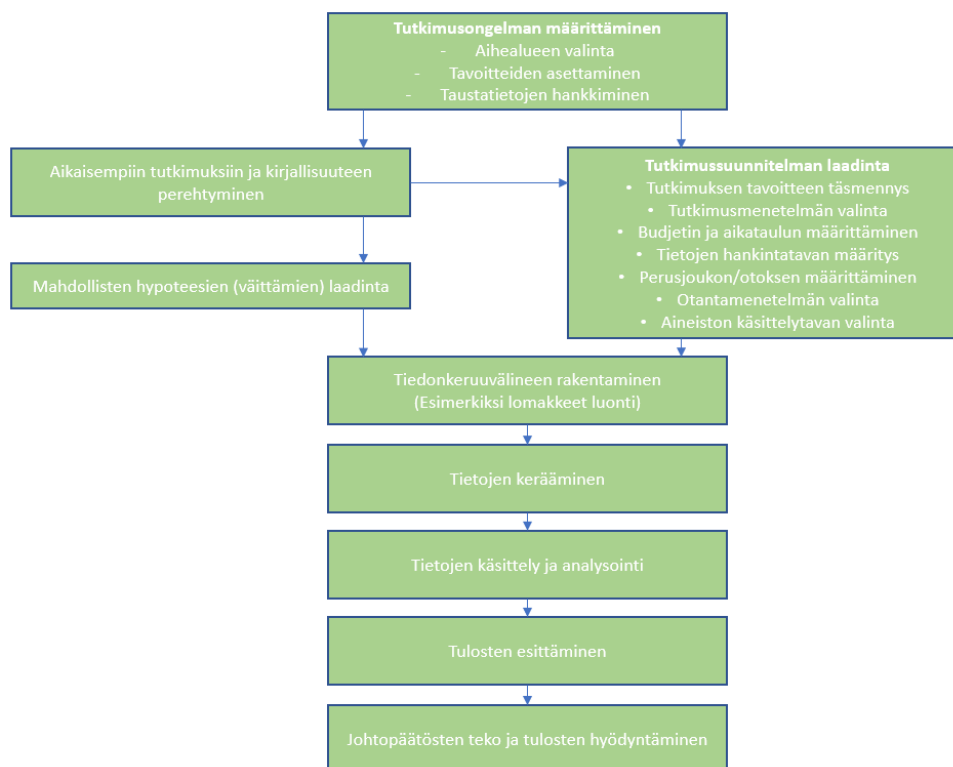 Tutkimusongelman määrittäminen
- Aihealueen valinta
- Tavoitteiden asettaminen
- Taustatietojen hankkiminen
Aikaisempiin tutkimuksiin ja kirjallisuuteen
perehtyminen
Tutkimussuunnitelman laadinta
• Tutkimuksen tavoitteen täsmennys
• Tutkimusmenetelmän valinta
• Budjetin ja aikataulun määrittäminen
• Tietojen hankintatavan määritys
• Perusjoukon/otoksen määrittäminen
• Otantamenetelmän valinta
• Aineiston käsittelytavan valinta
Mahdollisten hypoteesien (väittämien) laadinta
Tiedonkeruuvälineen rakentaminen
(Esimerkiksi lomakkeet luonti)
Tietojen kerääminen
Tietojen käsittely ja analysointi
Tulosten esittäminen
Johtopäätösten teko ja tulosten hyödyntäminen